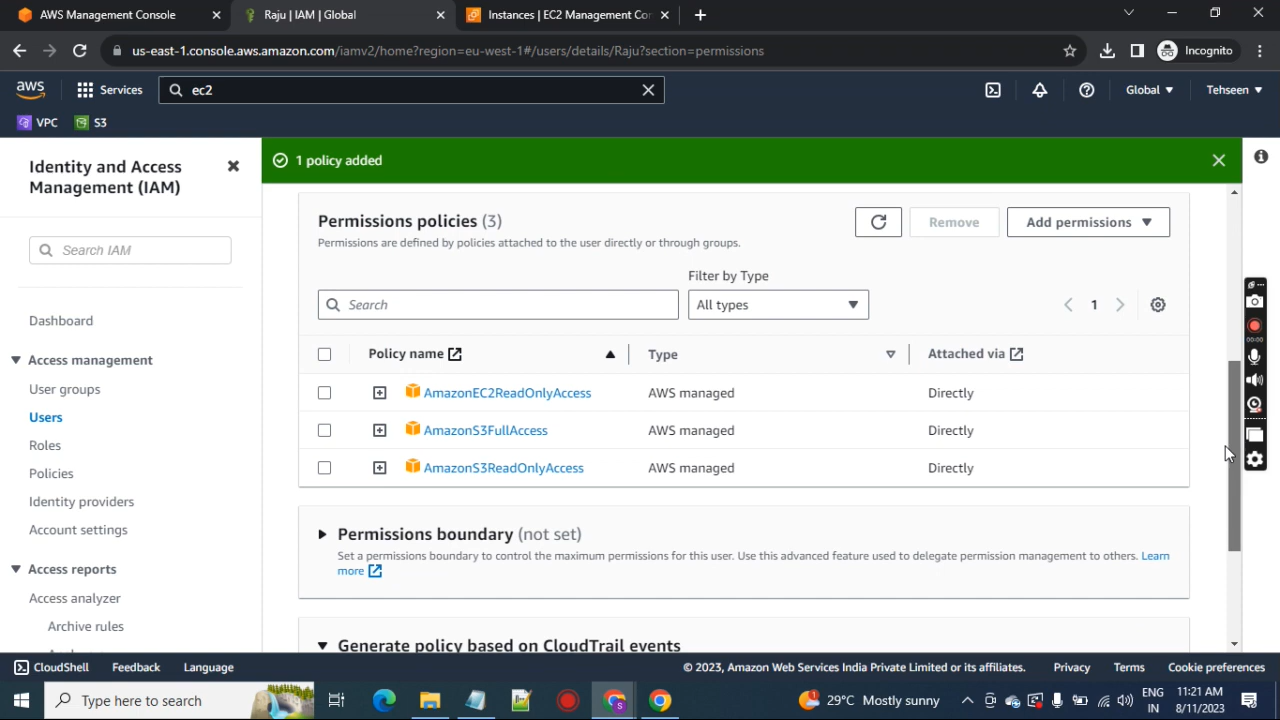 AWS Management Console
Raju | IAM | Global
Instances | EC2 Management Con
us-east-1.console.aws.amazon.com/iamv2/home?region=eu-west-1#/users/details/Raju?section=permissions
Incognito
aws
Services
ec2
Global
Tehseen
VPC
S3
Identity and Access
Management (IAM)
Search IAM
Dashboard
Access management
User groups
Users
Roles
Policies
Identity providers
Account settings
Access reports
Access analyzer
Archive rules
1 policy added
Permissions policies (3)
Permissions are defined by policies attached to the user directly or through groups.
Remove
Add permissions
Filter by Type
Search
All types
1
Policy name
Type
Attached via
AmazonEC2ReadOnlyAccess
AWS managed
Directly
AmazonS3FullAccess
AWS managed
Directly
AmazonS3ReadOnlyAccess
AWS managed
Directly
Permissions boundary (not set)
Set a permissions boundary to control the maximum permissions for this user. Use this advanced feature used to delegate permission management to others. Learn
more
Generate policy based on CloudTrail events
00:00
CloudShell
Feedback
Language
© 2023, Amazon Web Services India Private Limited or its affiliates.
Privacy
Terms
Cookie preferences
Type here to search
29°C Mostly sunny
ENG
IN
11:21 AM
8/11/2023